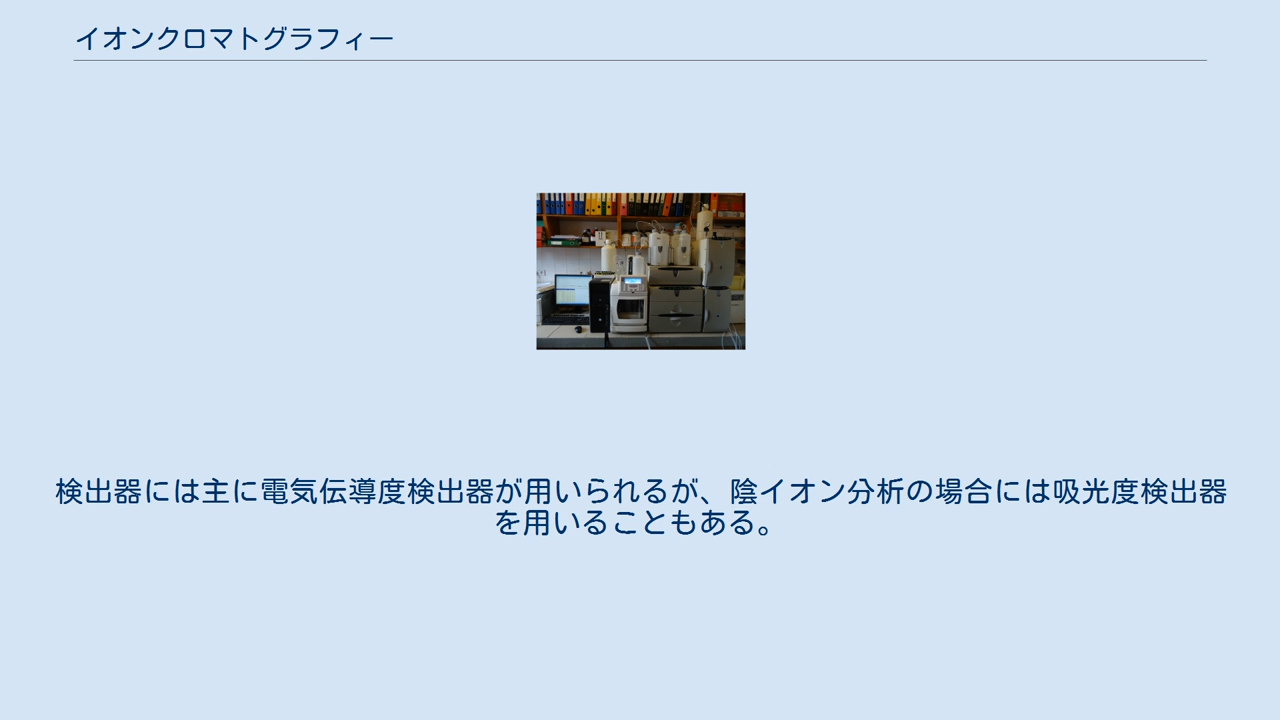 イオンクロマトグラフィー
検出器には主に電気伝導度検出器が用いられるが、陰イオン分析の場合には吸光度検出器
を用いることもある。